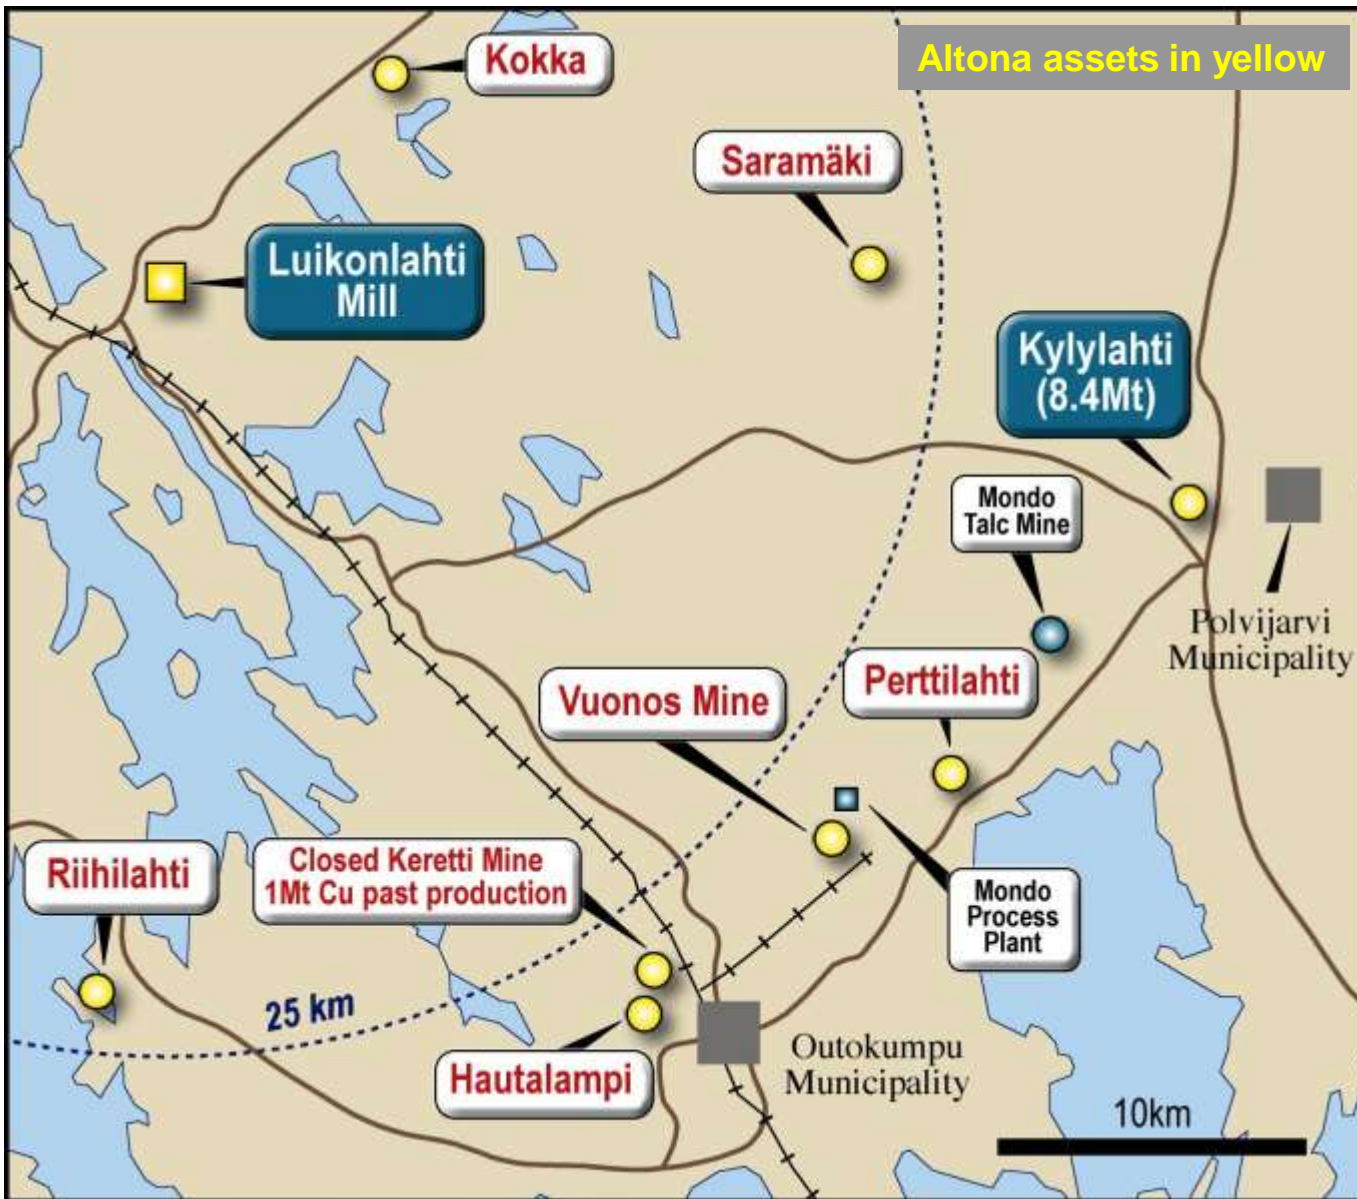 Altona assets in yellow
Kokka
Saramäki
Luikonlahti
Mill
Kylylahti
(8.4Mt)
Mondo
Talc Mine
Polvijarvi
Municipality
Perttilahti
Vuonos Mine
Riihilahti
Closed Keretti Mine
1Mt Cu past production
Mondo
Process
Plant
25 km
Hautalampi
Outokumpu
Municipality
10km